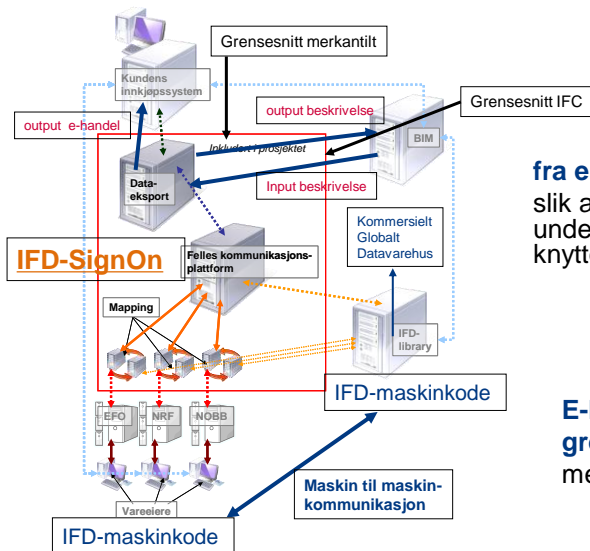 Grensesnitt merkantilt
Kundens
innkjøpssystem
output beskrivelse
Grensesnitt IFC
output e-handel
BIM
Inkludert i prosjektet
Data-
eksport
Input beskrivelse
fra e
slik a
unde
knytte
Kommersielt
Globalt
Datavarehus
IFD-SignOn
Felles kommunikasjons-
plattform
Mapping
IFD-
library
IFD-maskinkode
EFO
NRF
NOBB
E-
gre
me
Maskin til maskin-
kommunikasjon
Vareeiere
IFD-maskinkode